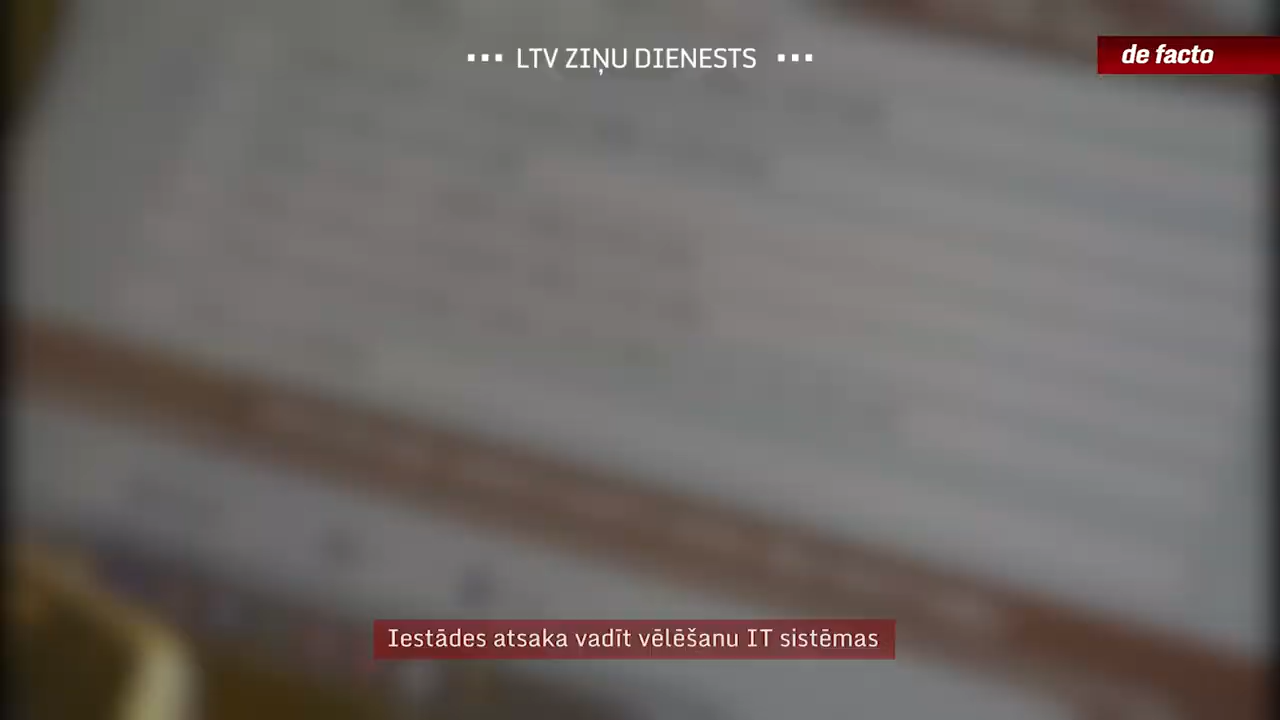 LTV ZIŅU DIENESTS
de facto
Iestādes atsaka vadīt vēlēšanu IT sistēmas